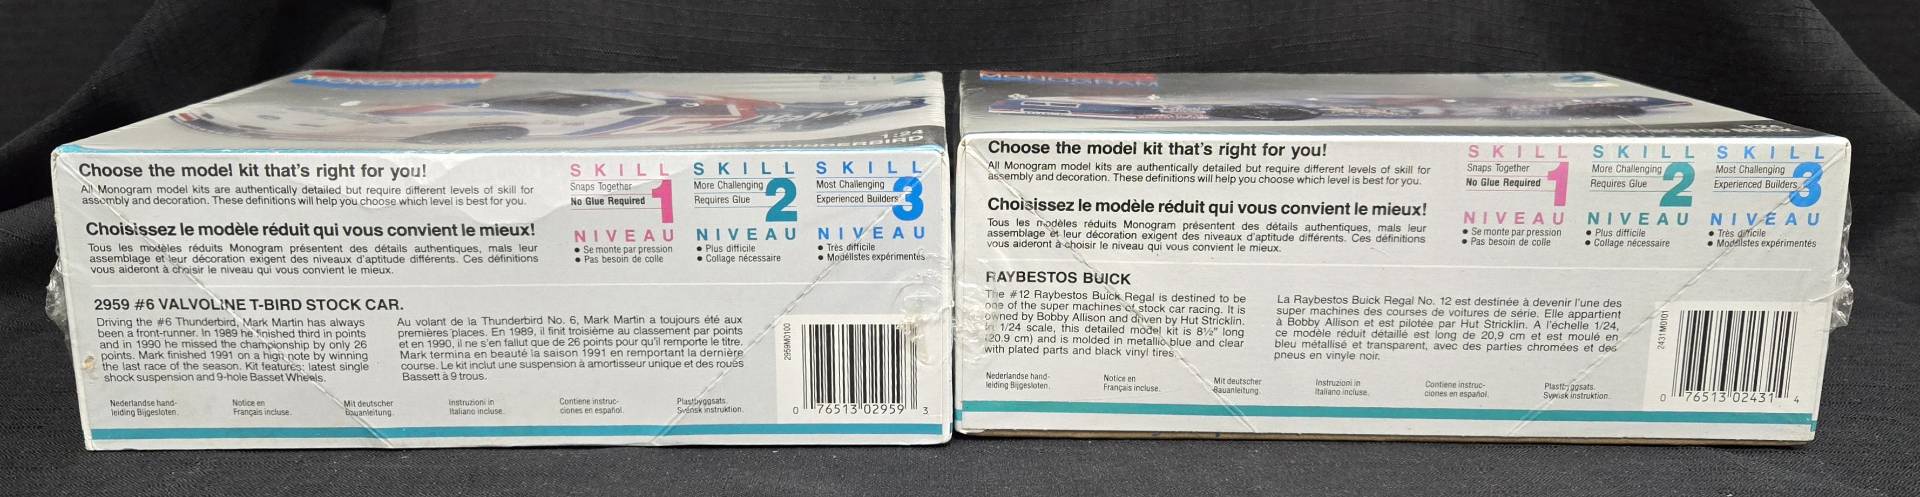 MONOGRAM
SKILL 2
1:24
THUNDERBIRD
Choose the model kit that's right for you!
All Monogram model kits are authentically detailed but require different levels of skill for
assembly and decoration. These definitions will help you choose which level is best for you.
Choisissez le modèle réduit qui vous convient le mieux!
Tous les modèles réduits Monogram présentent des détails authentiques, mais leur
assemblage et leur décoration exigent des niveaux d'aptitude différents. Ces définitions
vous aideront à choisir le niveau qui vous convient le mieux.
SKILL
Snaps Together
No Glue Required
1
NIVEAU
• Se monte par pression
• Pas besoin de colle
SKILL
More Challenging
Requires Glue
2
NIVEAU
• Plus difficile
• Collage nécessaire
SKILL
Most Challenging
Experienced Builders
3
NIVEAU
• Très difficile
• Modélistes expérimentés
2959 #6 VALVOLINE T-BIRD STOCK CAR.
Driving the #6 Thunderbird, Mark Martin has always
been a front-runner. In 1989 he finished third in points
and in 1990 he missed the championship by only 26
points. Mark finished 1991 on a high note by winning
the last race of the season. Kit features: latest single
shock suspension and 9-hole Basset Wheels.
Au volant de la Thunderbird No. 6, Mark Martin a toujours été aux
premières places. En 1989, il finit troisième au classement par points
et en 1990, il ne s'en fallut que de 26 points pour qu'il remporte le titre.
Mark termina en beauté la saison 1991 en remportant la dernière
course. Le kit inclut une suspension à amortisseur unique et des roues
Bassett à 9 trous.
Nederlandse hand-
leiding Bijgesloten.
Notice en
Français incluse.
Mit deutscher
Bauanleitung.
Instruzioni in
Italiano incluse.
Contiene instruc-
ciones en español.
Plastbyggsats.
Svensk instruktion.
2959M0100
0 76513 02959 3
MONOGRAM
2
1:24
Choose the model kit that's right for you!
All Monogram model kits are authentically detailed but require different levels of skill for
assembly and decoration. These definitions will help you choose which level is best for you.
Choisissez le modèle réduit qui vous convient le mieux!
Tous les modèles réduits Monogram présentent des détails authentiques, mais leur
assemblage et leur décoration exigent des niveaux d'aptitude différents. Ces définitions
vous aideront à choisir le niveau qui vous convient le mieux.
SKILL
Snaps Together
No Glue Required
1
NIVEAU
• Se monte par pression
• Pas besoin de colle
SKILL
More Challenging
Requires Glue
2
NIVEAU
• Plus difficile
• Collage nécessaire
SKILL
Most Challenging
Experienced Builders
3
NIVEAU
• Très difficile
• Modélistes expérimentés
RAYBESTOS BUICK
The #12 Raybestos Buick Regal is destined to be
one of the super machines of stock car racing. It is
owned by Bobby Allison and driven by Hut Stricklin.
In 1/24 scale, this detailed model kit is 8½" long
(20.9 cm) and is molded in metallic blue and clear
with plated parts and black vinyl tires.
La Raybestos Buick Regal No. 12 est destinée à devenir l'une des
super machines des courses de voitures de série. Elle appartient
à Bobby Allison et est pilotée par Hut Stricklin. A l'échelle 1/24,
ce modèle réduit détaillé est long de 20,9 cm et est moulé en
bleu métallisé et transparent, avec des parties chromées et des
pneus en vinyle noir.
Nederlandse hand-
leiding Bijgesloten.
Notice en
Français incluse.
Mit deutscher
Bauanleitung.
Instruzioni in
Italiano incluse.
Contiene instruc-
ciones en español.
Plastbyggsats.
Svensk instruktion.
2431M0101
0 76513 02431 4